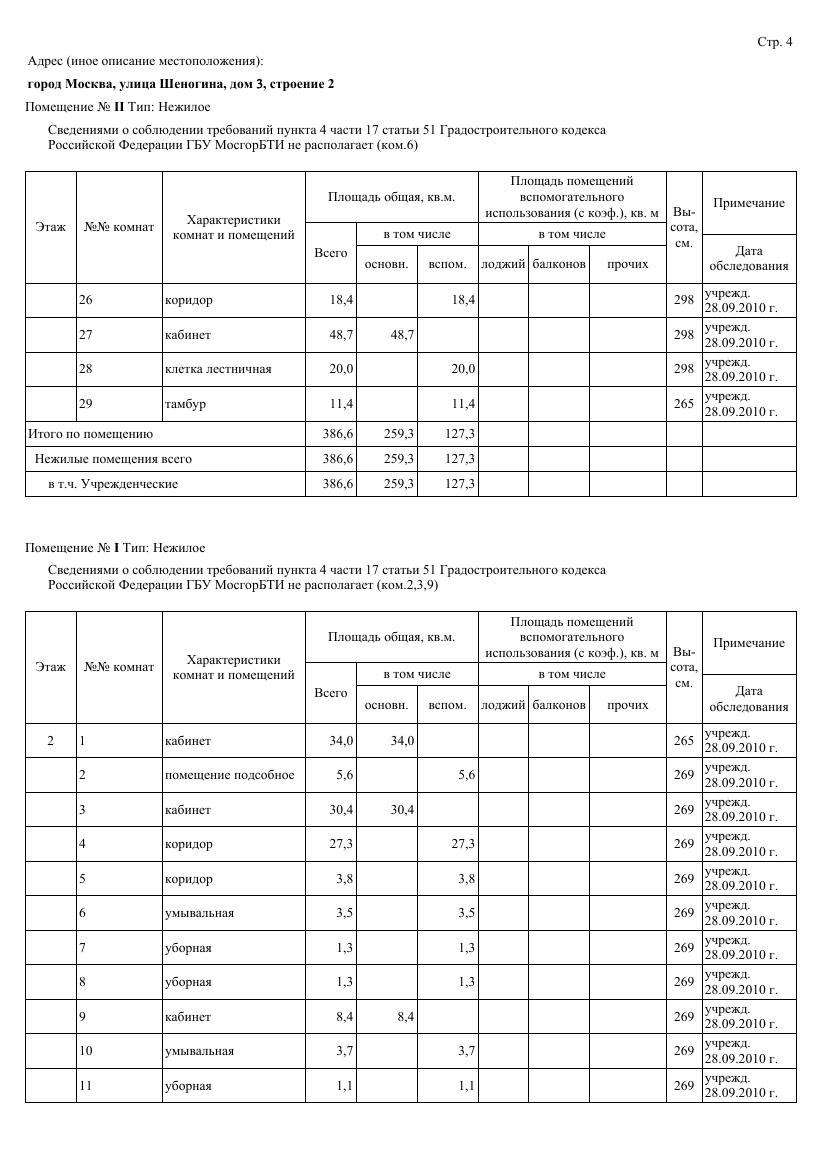 Стр. 4
Адрес (иное описание местоположения):
город Москва, улица Шеногина, дом 3, строение 2
Помещение № II Тип: Нежилое
Сведениями о соблюдении требований пункта 4 части 17 статьи 51 Градостроительного кодекса
Российской Федерации ГБУ МосгорБТИ не располагает (ком.6)
Этаж
№№ комнат
Характеристики
комнат и помещений
Площадь общая, кв.м.
Всего
в том числе
основн. вспом.
Площадь помещений
вспомогательного
использования (с коэф.), кв. м
в том числе
лоджий балконов прочих
Вы-
сота,
см.
Примечание
Дата
обследования
26 коридор 18,4 18,4 298 учрежд.
28.09.2010 г.
27 кабинет 48,7 48,7 298 учрежд.
28.09.2010 г.
28 клетка лестничная 20,0 20,0 298 учрежд.
28.09.2010 г.
29 тамбур 11,4 11,4 265 учрежд.
28.09.2010 г.
Итого по помещению 386,6 259,3 127,3
Нежилые помещения всего 386,6 259,3 127,3
в т.ч. Учрежденческие 386,6 259,3 127,3
Помещение № I Тип: Нежилое
Сведениями о соблюдении требований пункта 4 части 17 статьи 51 Градостроительного кодекса
Российской Федерации ГБУ МосгорБТИ не располагает (ком.2,3,9)
Этаж
№№ комнат
Характеристики
комнат и помещений
Площадь общая, кв.м.
Всего
в том числе
основн. вспом.
Площадь помещений
вспомогательного
использования (с коэф.), кв. м
в том числе
лоджий балконов прочих
Вы-
сота,
см.
Примечание
Дата
обследования
2 1 кабинет 34,0 34,0 265 учрежд.
28.09.2010 г.
2 помещение подсобное 5,6 5,6 269 учрежд.
28.09.2010 г.
3 кабинет 30,4 30,4 269 учрежд.
28.09.2010 г.
4 коридор 27,3 27,3 269 учрежд.
28.09.2010 г.
5 коридор 3,8 3,8 269 учрежд.
28.09.2010 г.
6 умывальная 3,5 3,5 269 учрежд.
28.09.2010 г.
7 уборная 1,3 1,3 269 учрежд.
28.09.2010 г.
8 уборная 1,3 1,3 269 учрежд.
28.09.2010 г.
9 кабинет 8,4 8,4 269 учрежд.
28.09.2010 г.
10 умывальная 3,7 3,7 269 учрежд.
28.09.2010 г.
11 уборная 1,1 1,1 269 учрежд.
28.09.2010 г.